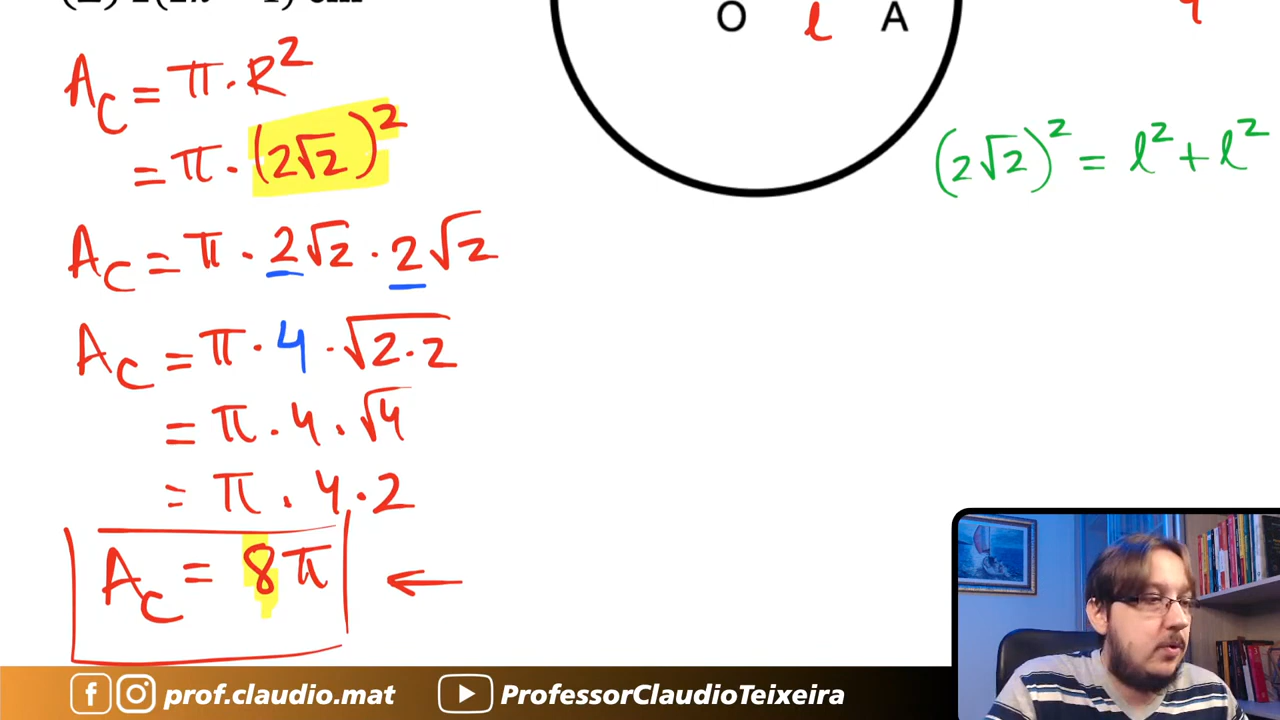 A_C = π · R²
= π · (2√2)²
A_C = π · 2√2 · 2√2
A_C = π · 4 · √2·2
= π · 4 · √4
= π · 4 · 2
A_C = 8π ←
O ℓ A
(2√2)² = ℓ² + ℓ²
prof.claudio.mat
ProfessorClaudioTeixeira